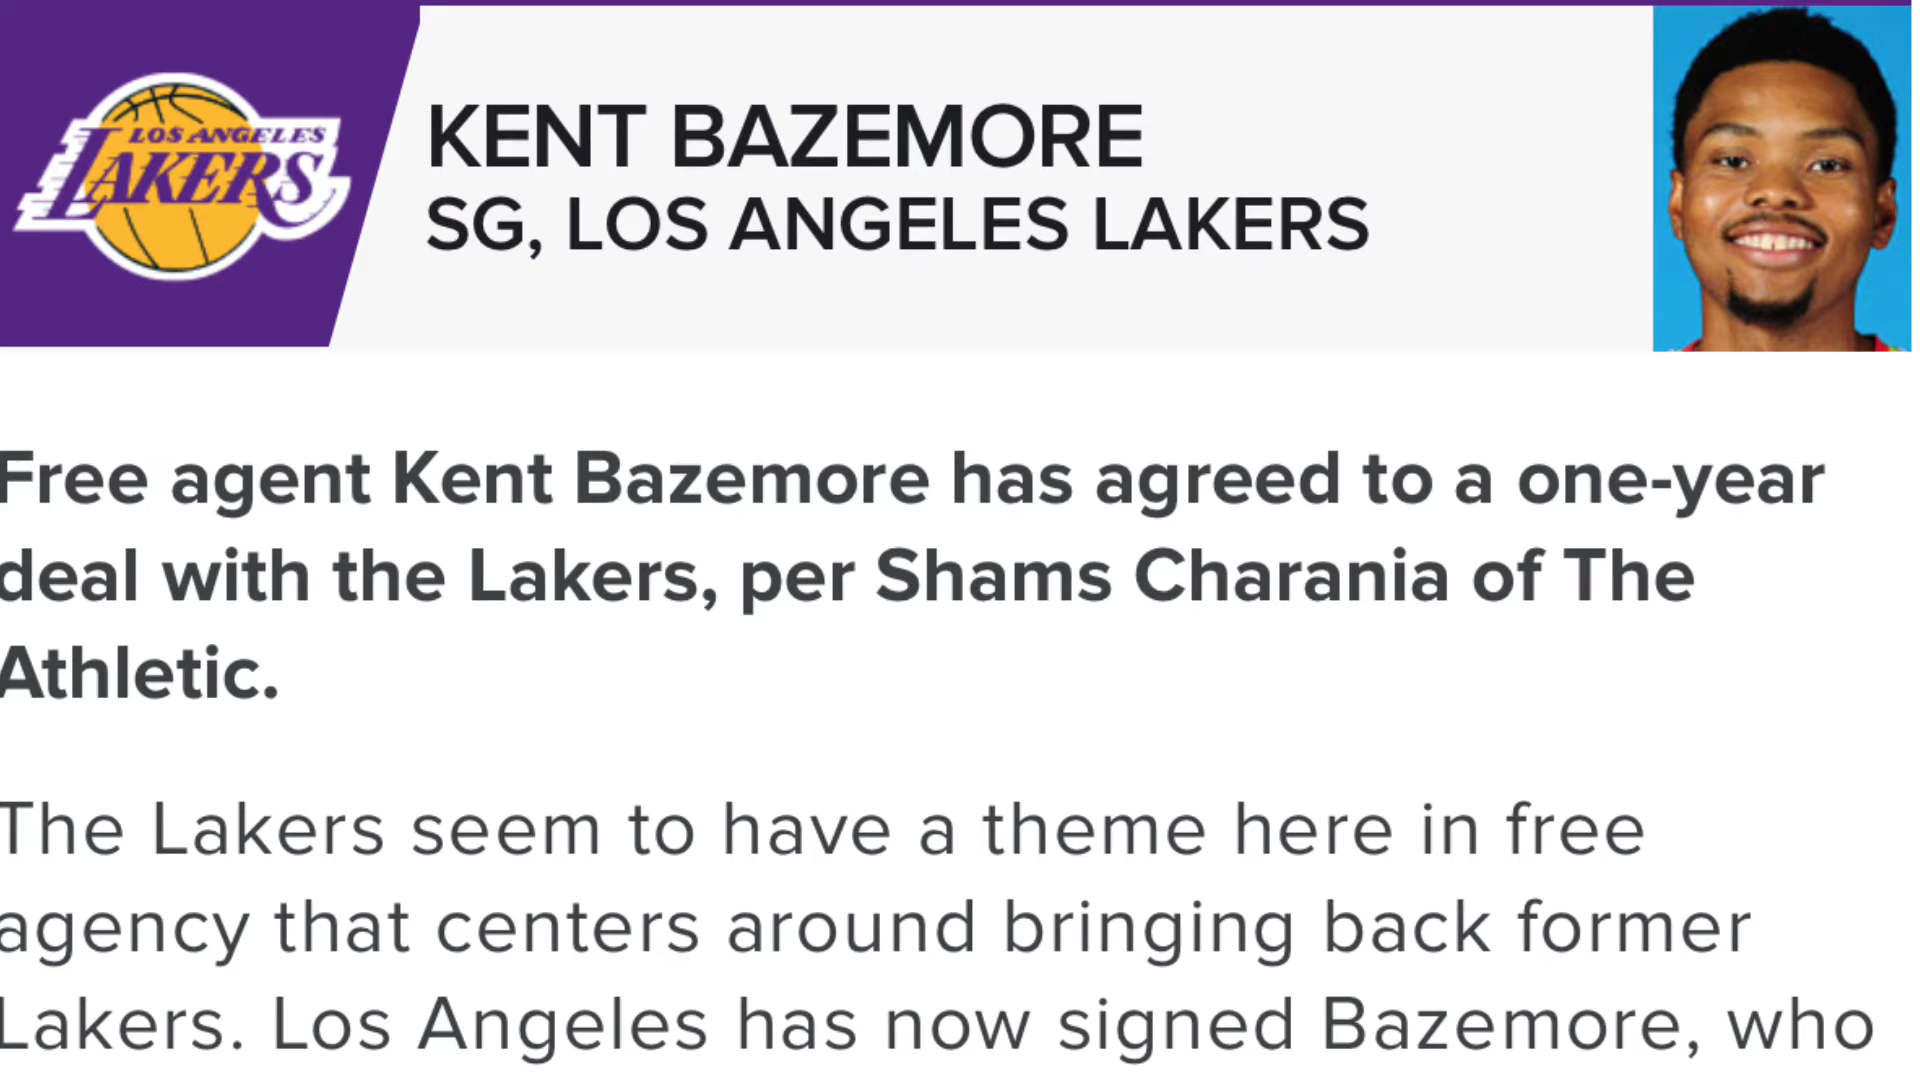 LOS ANGELES
LAKERS
KENT BAZEMORE
SG, LOS ANGELES LAKERS
Free agent Kent Bazemore has agreed to a one-year
deal with the Lakers, per Shams Charania of The
Athletic.
The Lakers seem to have a theme here in free
agency that centers around bringing back former
Lakers. Los Angeles has now signed Bazemore, who